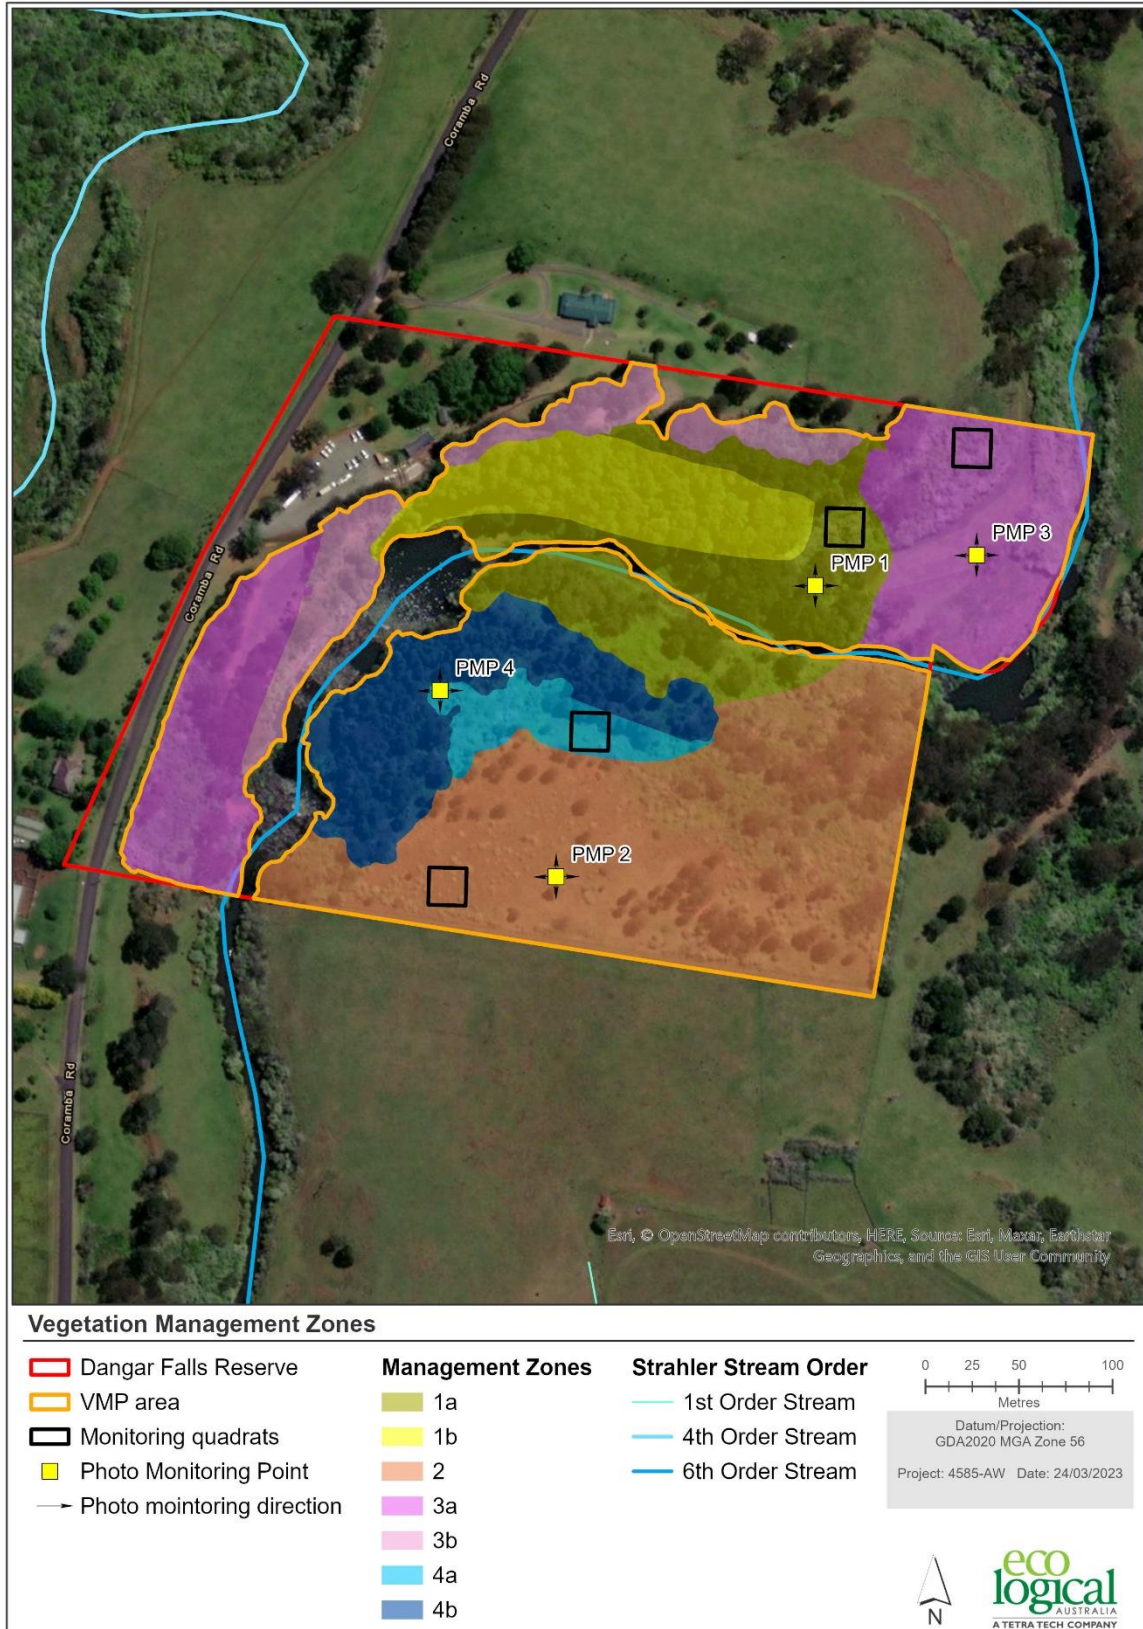 Coramba Rd
Coramba Rd
PMP 3
PMP 1
PMP 4
PMP 2
Coramba Rd
Esri, © OpenStreetMap contributors, HERE, Source: Esri, Maxar, Earthstar
Geographics, and the GIS User Community
Vegetation Management Zones
Dangar Falls Reserve
VMP area
Monitoring quadrats
Photo Monitoring Point
Photo mointoring direction
Management Zones
1a
1b
2
3a
3b
4a
4b
Strahler Stream Order
1st Order Stream
4th Order Stream
6th Order Stream
0 25 50 100
Metres
Datum/Projection:
GDA2020 MGA Zone 56
Project: 4585-AW Date: 24/03/2023
N
eco
logical
AUSTRALIA
A TETRA TECH COMPANY